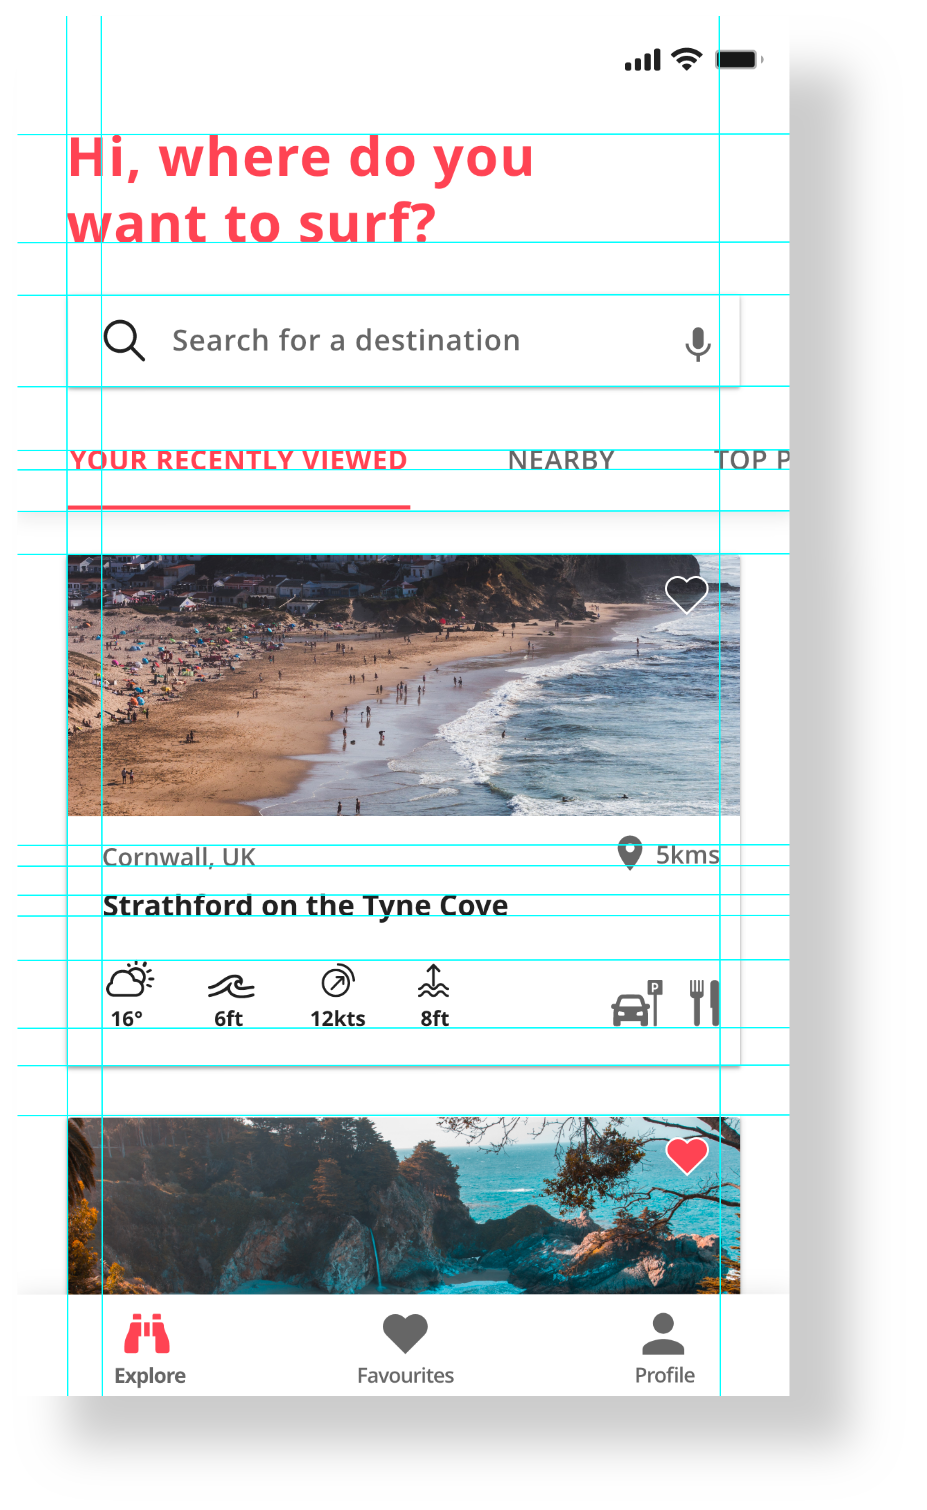 Hi, where do you
want to surf?
Search for a destination
YOUR RECENTLY VIEWED NEARBY TOP P
Cornwall, UK 5kms
Strathford on the Tyne Cove
P
16° 6ft 12kts 8ft
Explore Favourites Profile